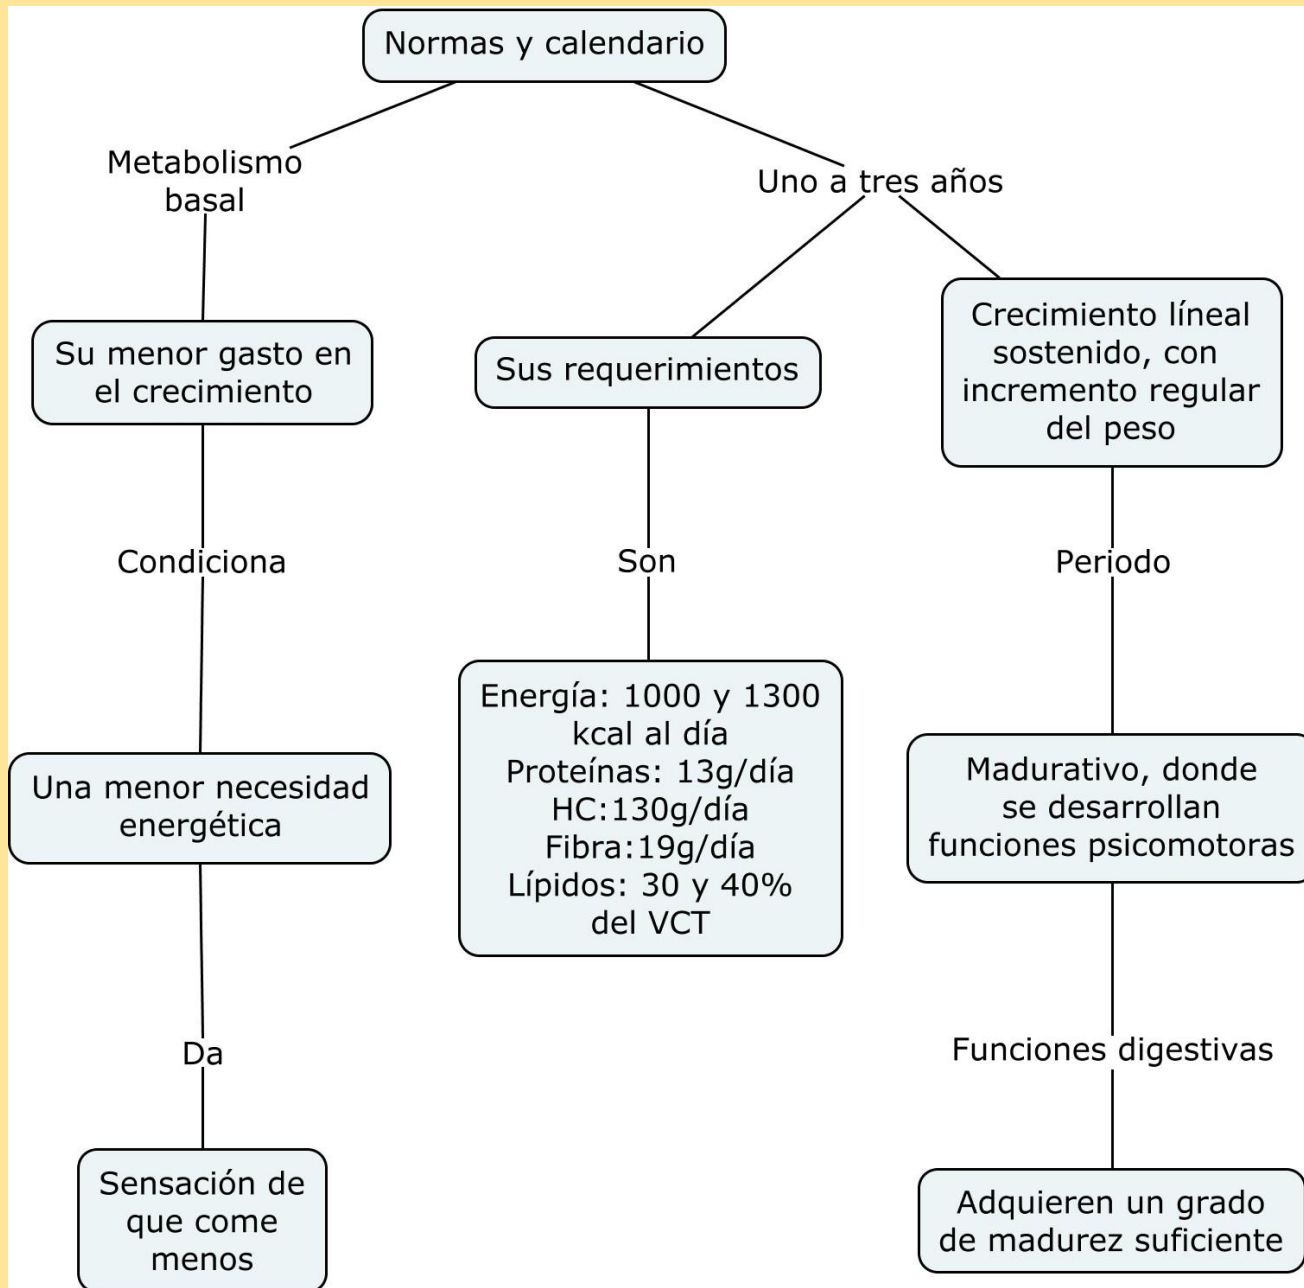 Normas y calendario
Metabolismo
basal
Su menor gasto en
el crecimiento
Condiciona
Una menor necesidad
energética
Da
Sensación de
que come
menos
Uno a tres años
Sus requerimientos
Son
Energía: 1000 y 1300
kcal al día
Proteínas: 13g/día
HC:130g/día
Fibra:19g/día
Lípidos: 30 y 40%
del VCT
Crecimiento líneal
sostenido, con
incremento regular
del peso
Periodo
Madurativo, donde
se desarrollan
funciones psicomotoras
Funciones digestivas
Adquieren un grado
de madurez suficiente